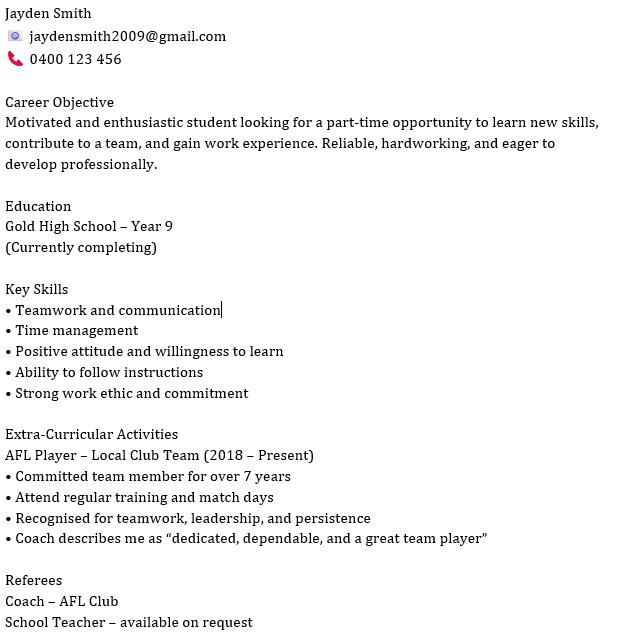 Jayden Smith
jaydensmith2009@gmail.com
0400 123 456
Career Objective
Motivated and enthusiastic student looking for a part-time opportunity to learn new skills,
contribute to a team, and gain work experience. Reliable, hardworking, and eager to
develop professionally.
Education
Gold High School – Year 9
(Currently completing)
Key Skills
• Teamwork and communication
• Time management
• Positive attitude and willingness to learn
• Ability to follow instructions
• Strong work ethic and commitment
Extra-Curricular Activities
AFL Player – Local Club Team (2018 – Present)
• Committed team member for over 7 years
• Attend regular training and match days
• Recognised for teamwork, leadership, and persistence
• Coach describes me as “dedicated, dependable, and a great team player”
Referees
Coach – AFL Club
School Teacher – available on request